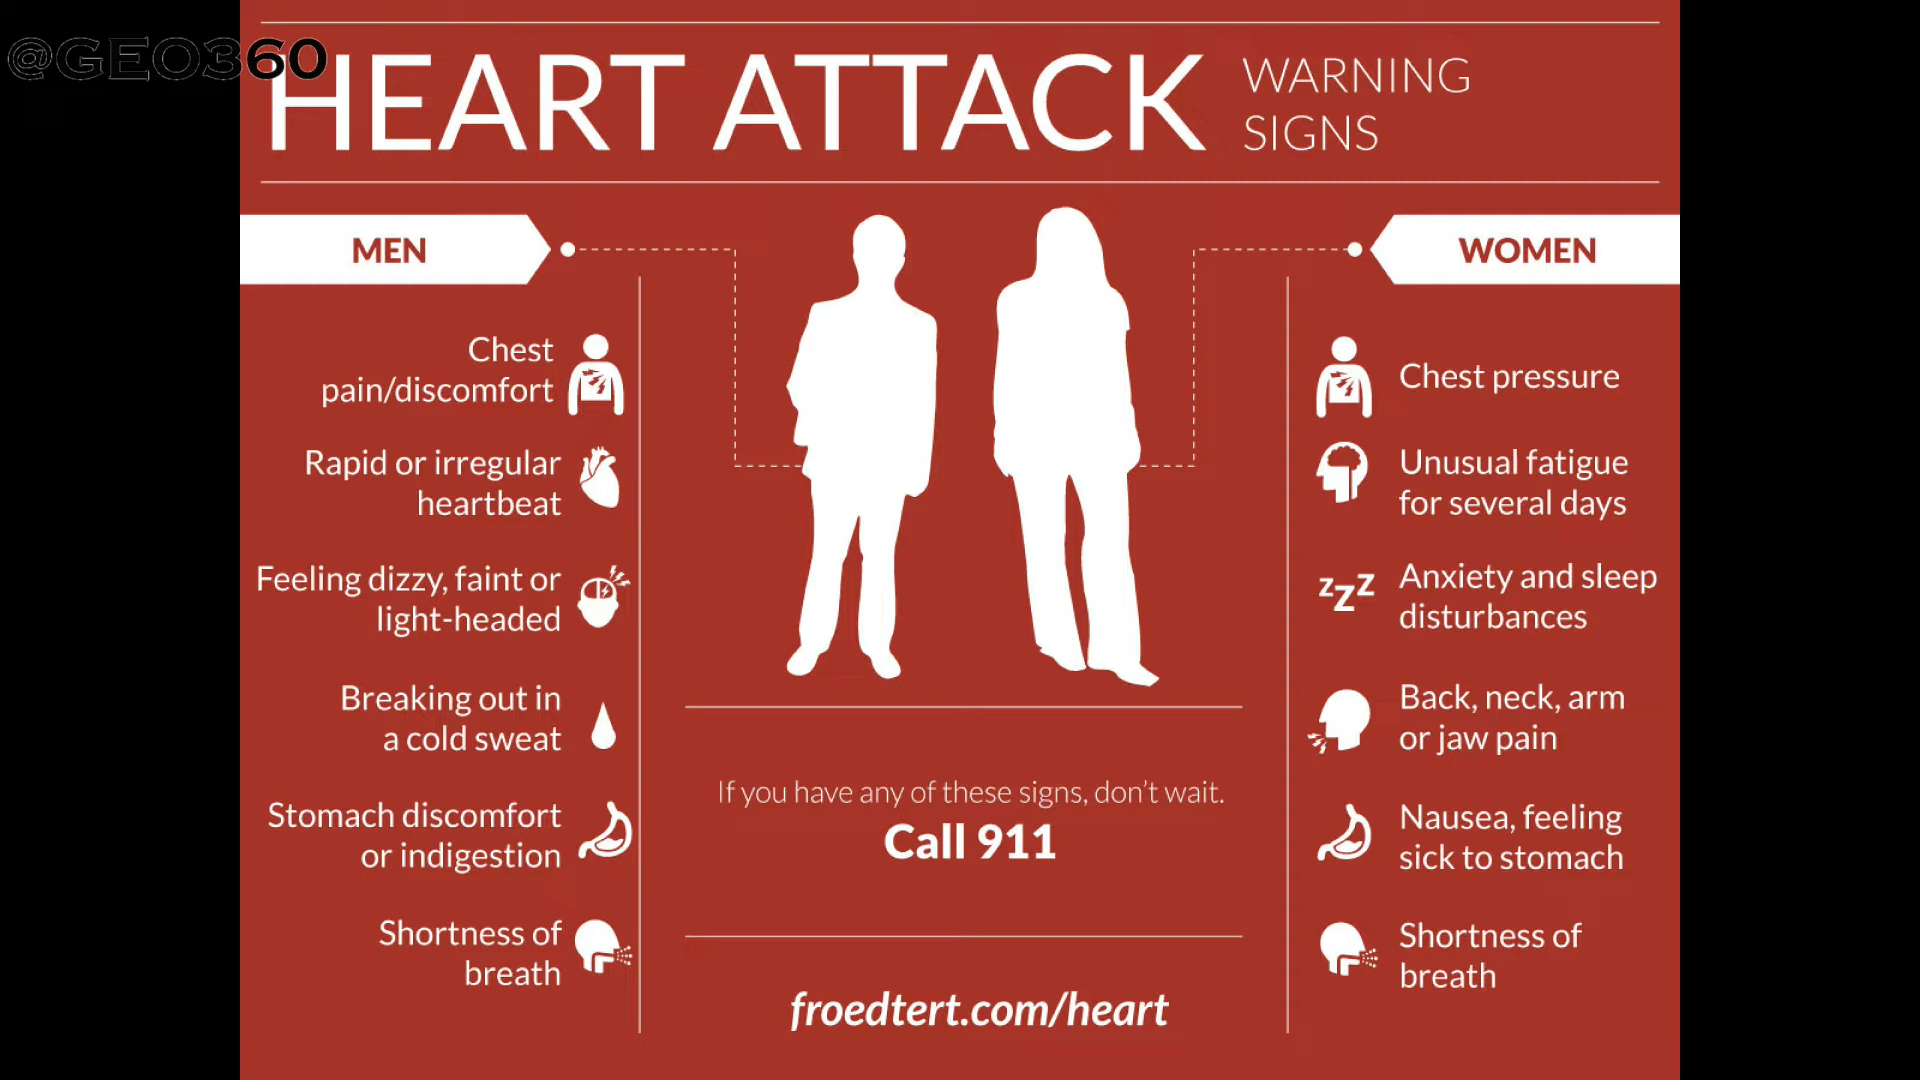 @GEO360
HEART ATTACK
WARNING
SIGNS
MEN
Chest
pain/discomfort
Rapid or irregular
heartbeat
Feeling dizzy, faint or
light-headed
Breaking out in
a cold sweat
Stomach discomfort
or indigestion
Shortness of
breath
WOMEN
Chest pressure
Unusual fatigue
for several days
zzz
Anxiety and sleep
disturbances
Back, neck, arm
or jaw pain
Nausea, feeling
sick to stomach
Shortness of
breath
If you have any of these signs, don't wait.
Call 911
froedtert.com/heart